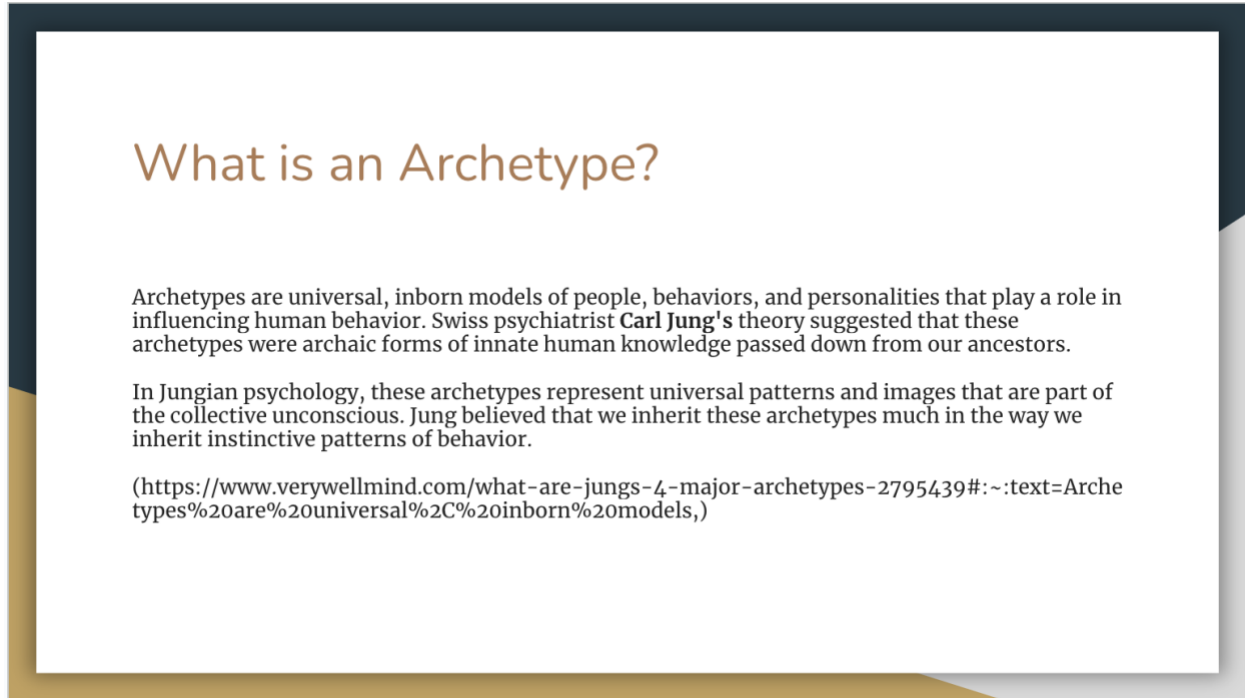 What is an Archetype?
Archetypes are universal, inborn models of people, behaviors, and personalities that play a role in
influencing human behavior. Swiss psychiatrist Carl Jung's theory suggested that these
archetypes were archaic forms of innate human knowledge passed down from our ancestors.
In Jungian psychology, these archetypes represent universal patterns and images that are part of
the collective unconscious. Jung believed that we inherit these archetypes much in the way we
inherit instinctive patterns of behavior.
(https://www.verywellmind.com/what-are-jungs-4-major-archetypes-2795439#:~:text=Arche
types%20are%20universal%2C%20inborn%20models,)